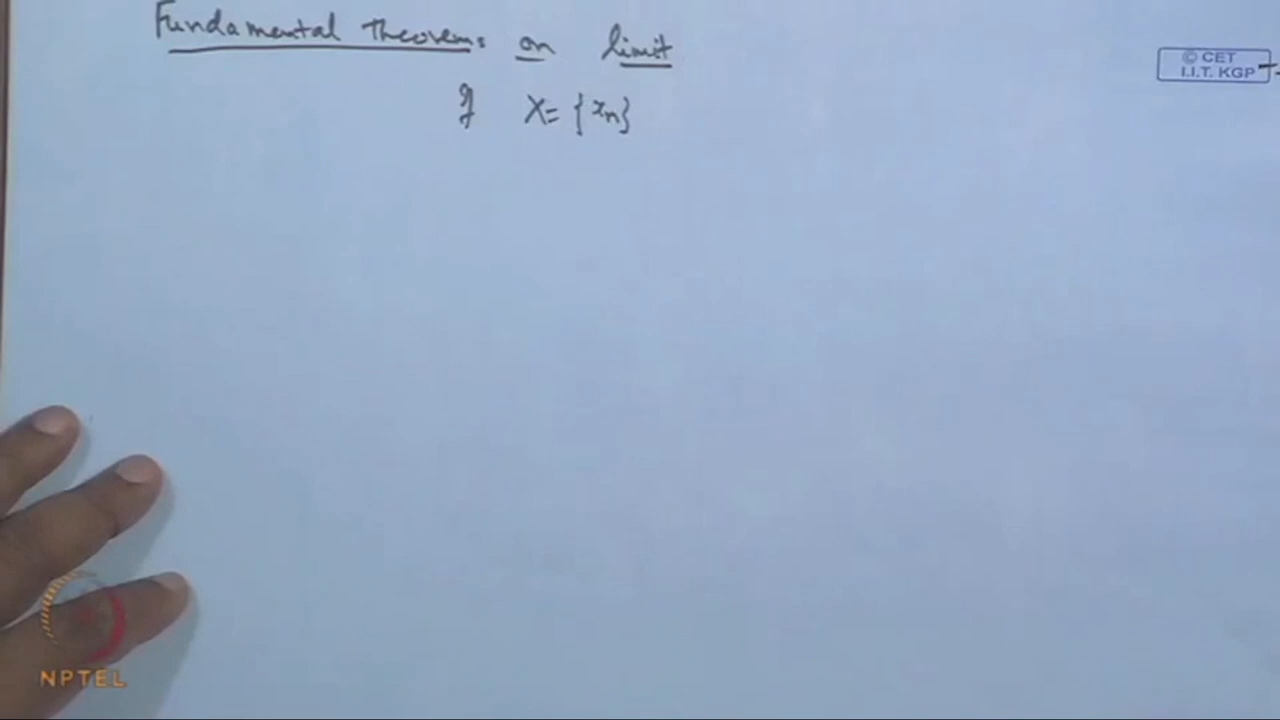 Fundamental Theorems on limit
If X = {xn}
© CET
I.I.T. KGP
NPTEL